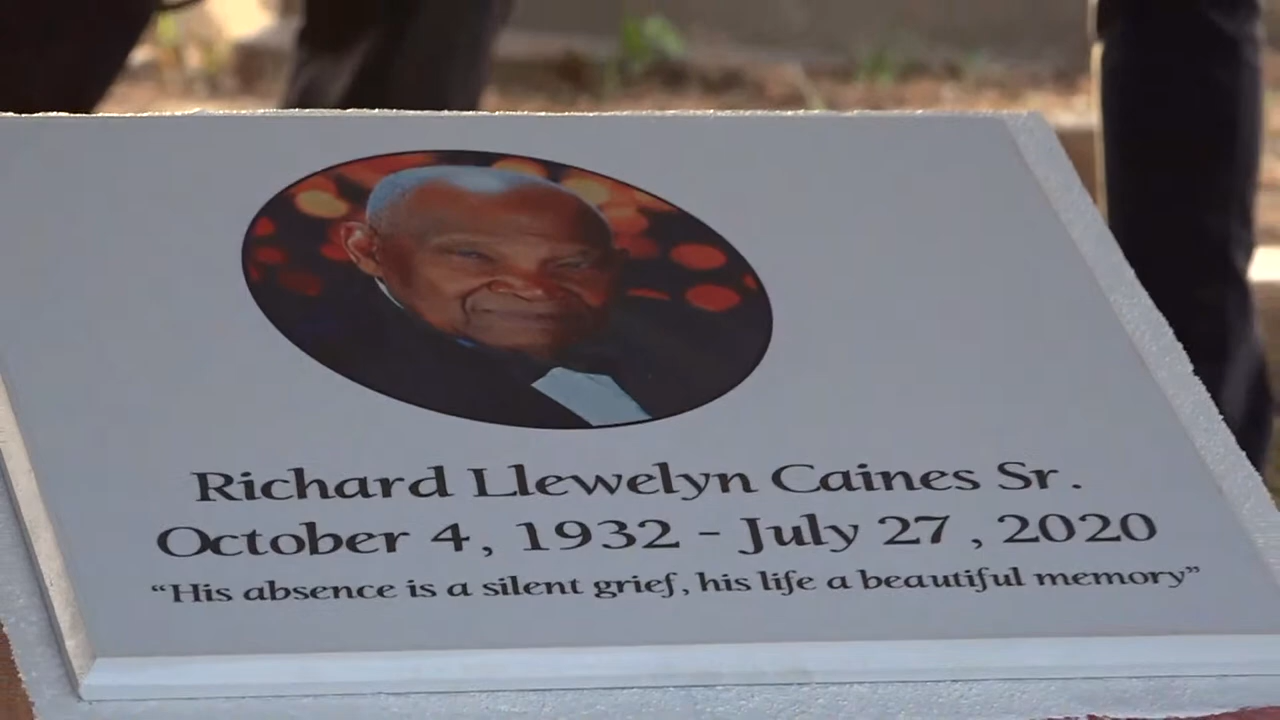 Richard Llewelyn Caines Sr.
October 4, 1932 - July 27, 2020
“His absence is a silent grief, his life a beautiful memory”